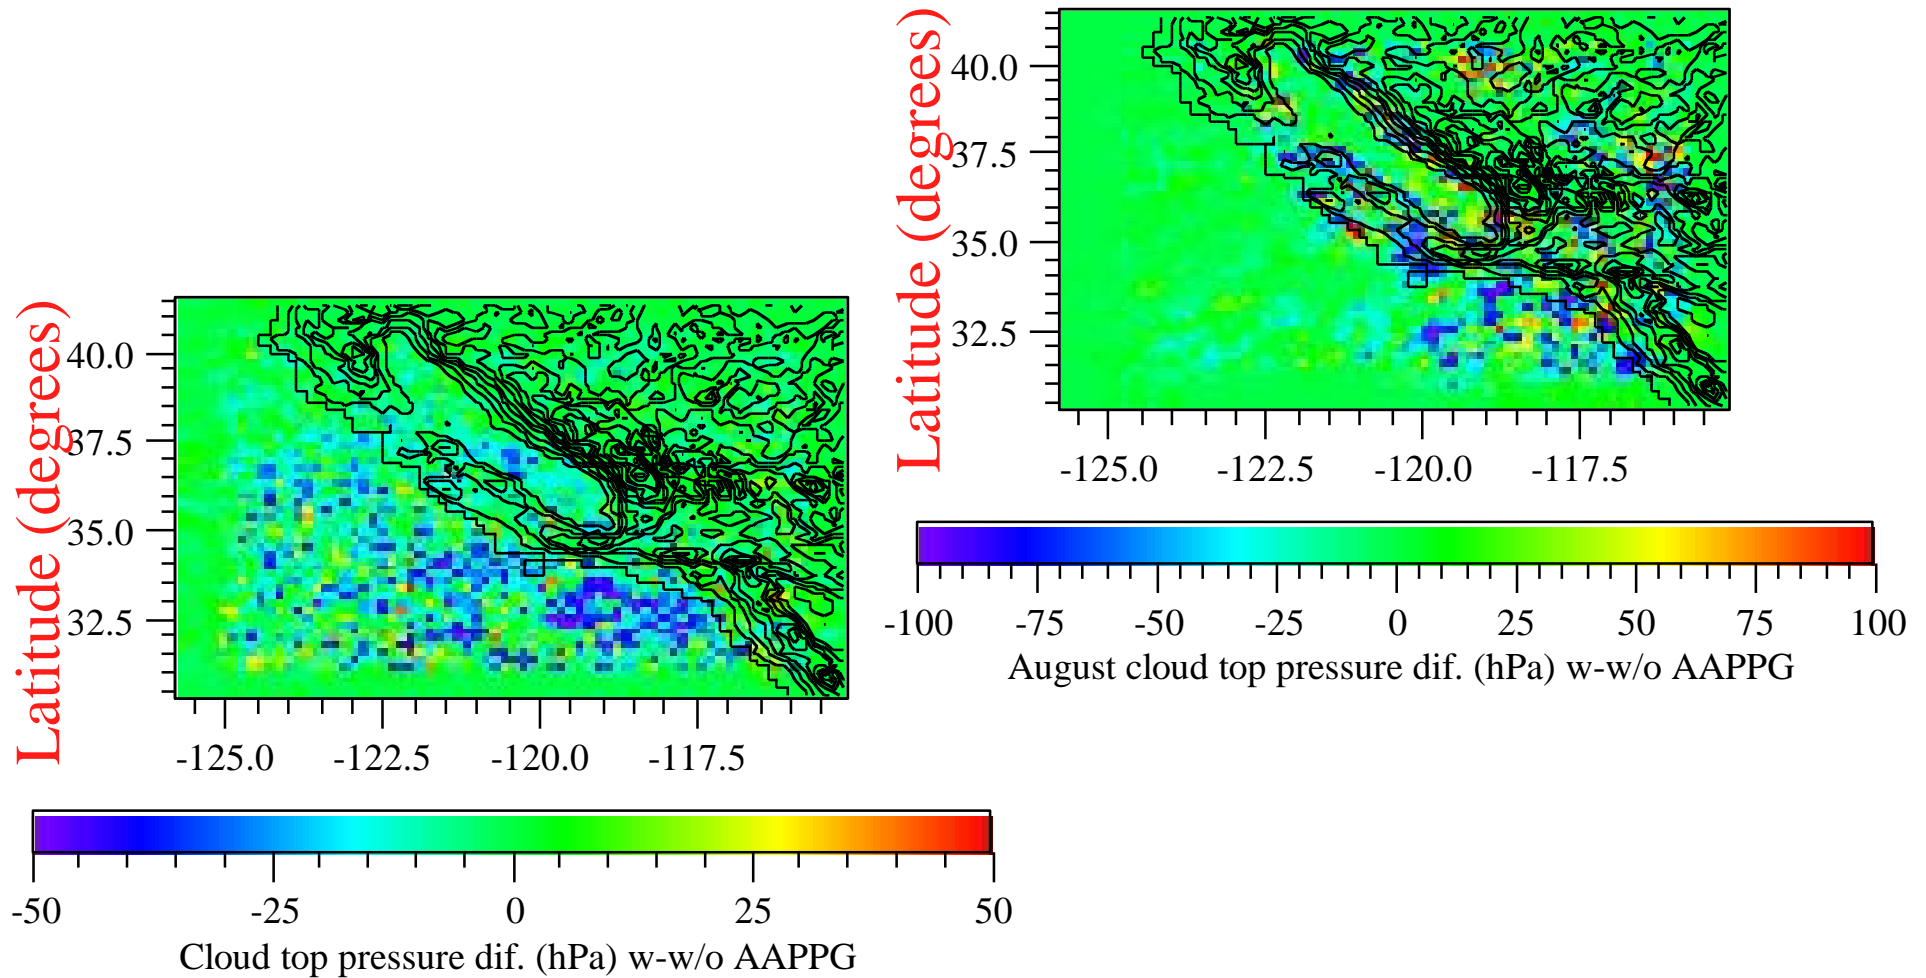 Latitude (degrees)
40.0
37.5
35.0
32.5
-125.0 -122.5 -120.0 -117.5
-100 -75 -50 -25 0 25 50 75 100
August cloud top pressure dif. (hPa) w-w/o AAPPG
Latitude (degrees)
40.0
37.5
35.0
32.5
-125.0 -122.5 -120.0 -117.5
-50 -25 0 25 50
Cloud top pressure dif. (hPa) w-w/o AAPPG